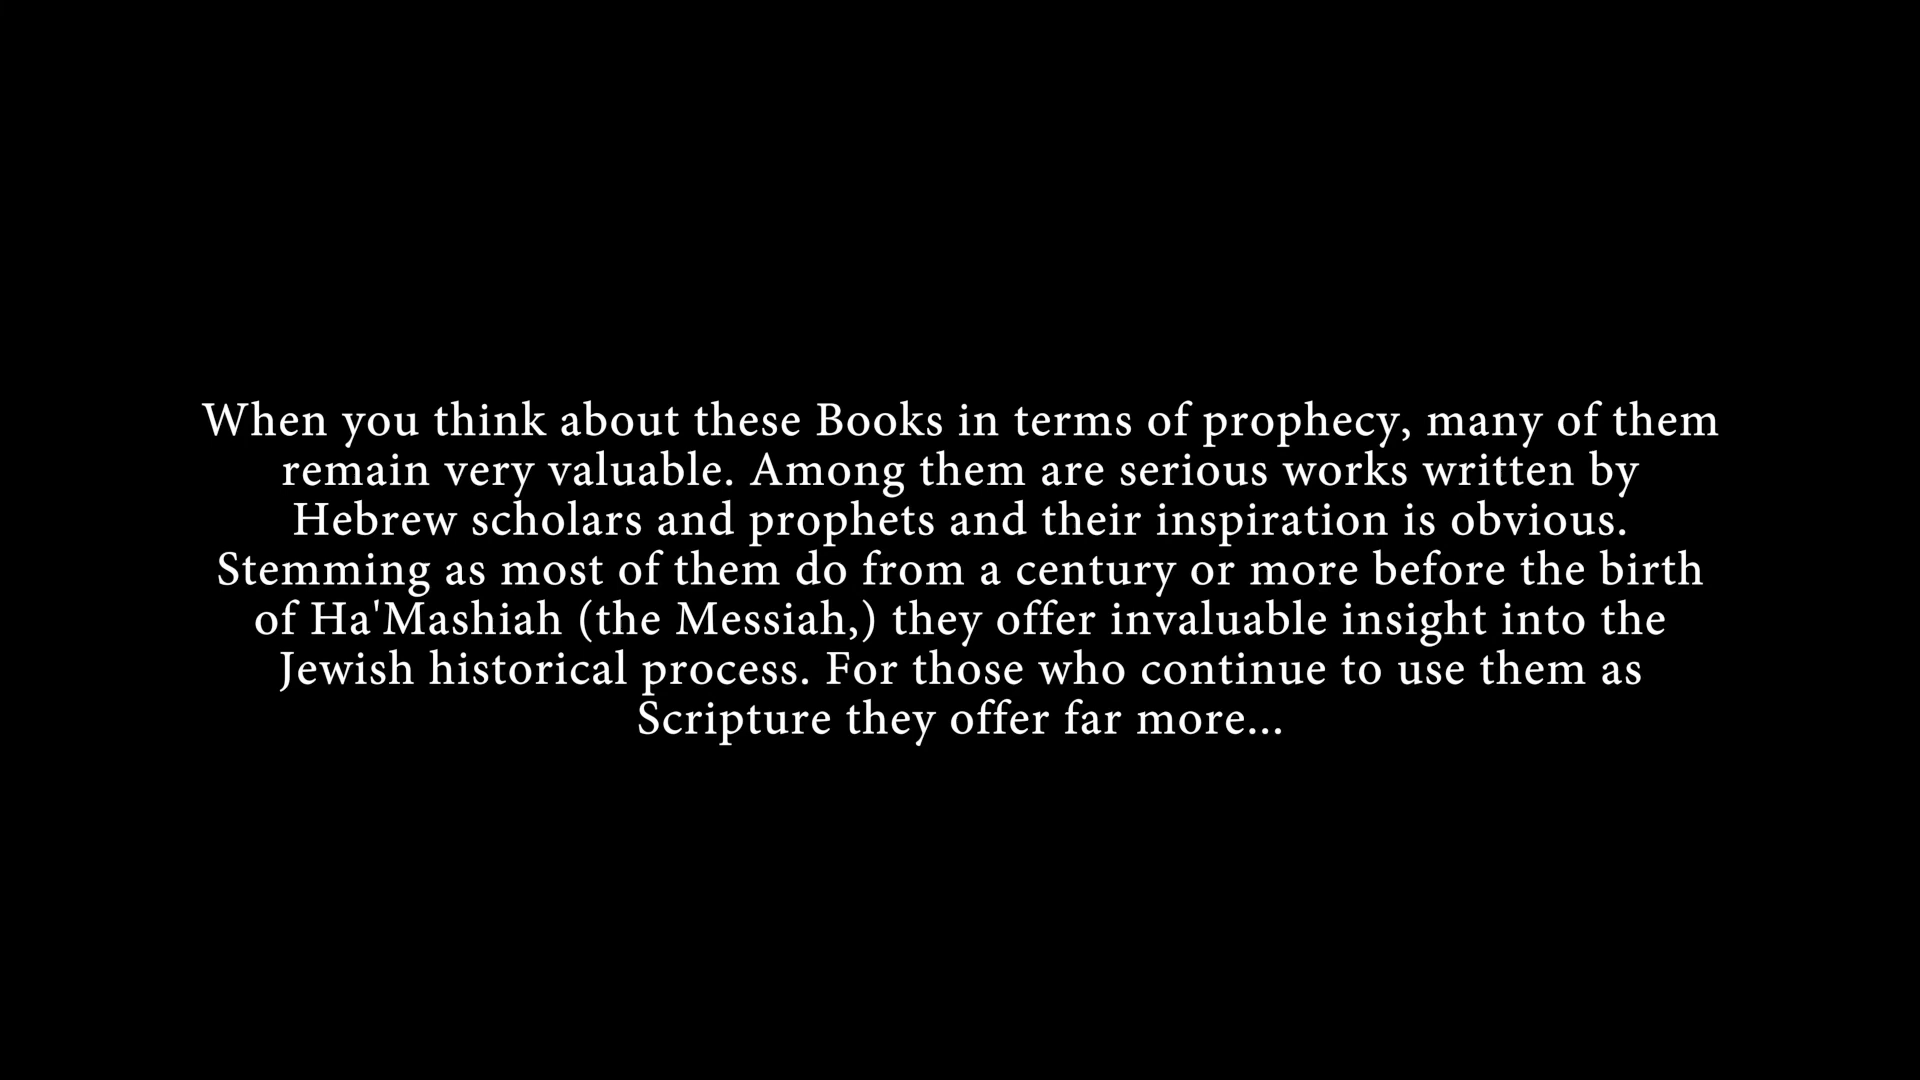 When you think about these Books in terms of prophecy, many of them
remain very valuable. Among them are serious works written by
Hebrew scholars and prophets and their inspiration is obvious.
Stemming as most of them do from a century or more before the birth
of Ha'Mashiah (the Messiah,) they offer invaluable insight into the
Jewish historical process. For those who continue to use them as
Scripture they offer far more...